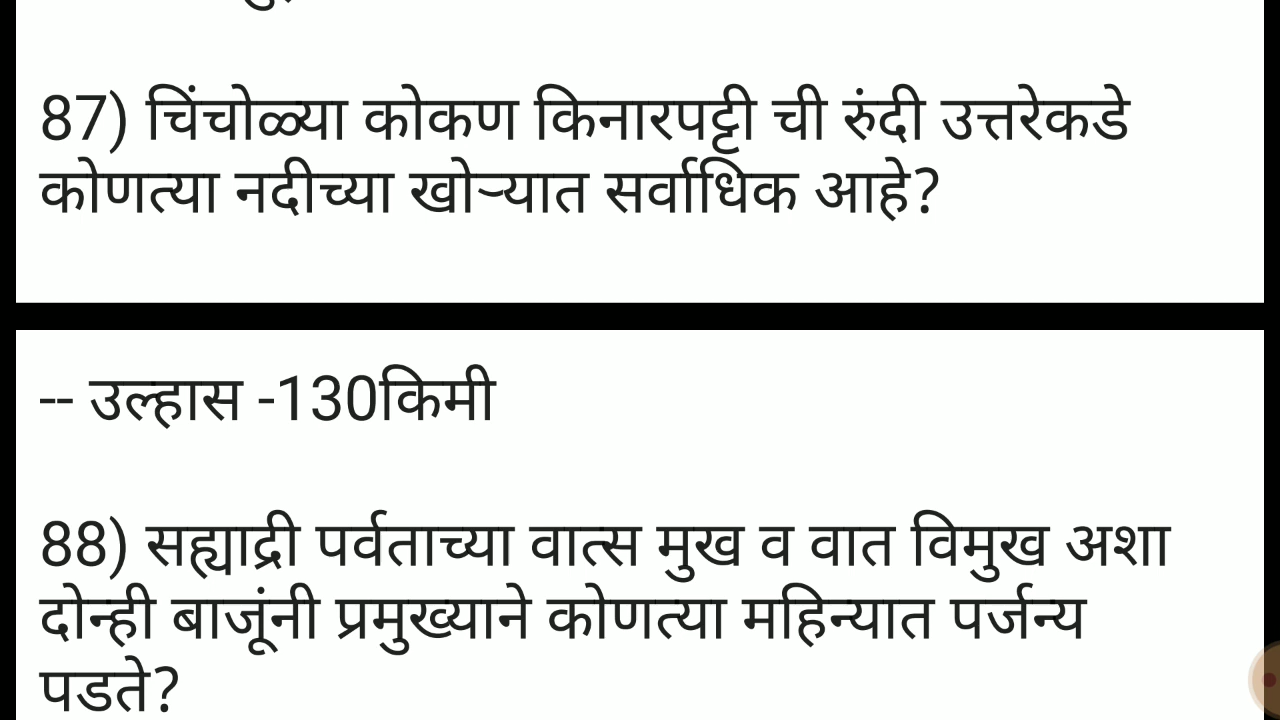 87) चिंचोळ्या कोकण किनारपट्टी ची रुंदी उत्तरेकडे
कोणत्या नदीच्या खोऱ्यात सर्वाधिक आहे?
-- उल्हास -130किमी
88) सह्याद्री पर्वताच्या वात्स मुख व वात विमुख अशा
दोन्ही बाजूंनी प्रमुख्याने कोणत्या महिन्यात पर्जन्य
पडते?